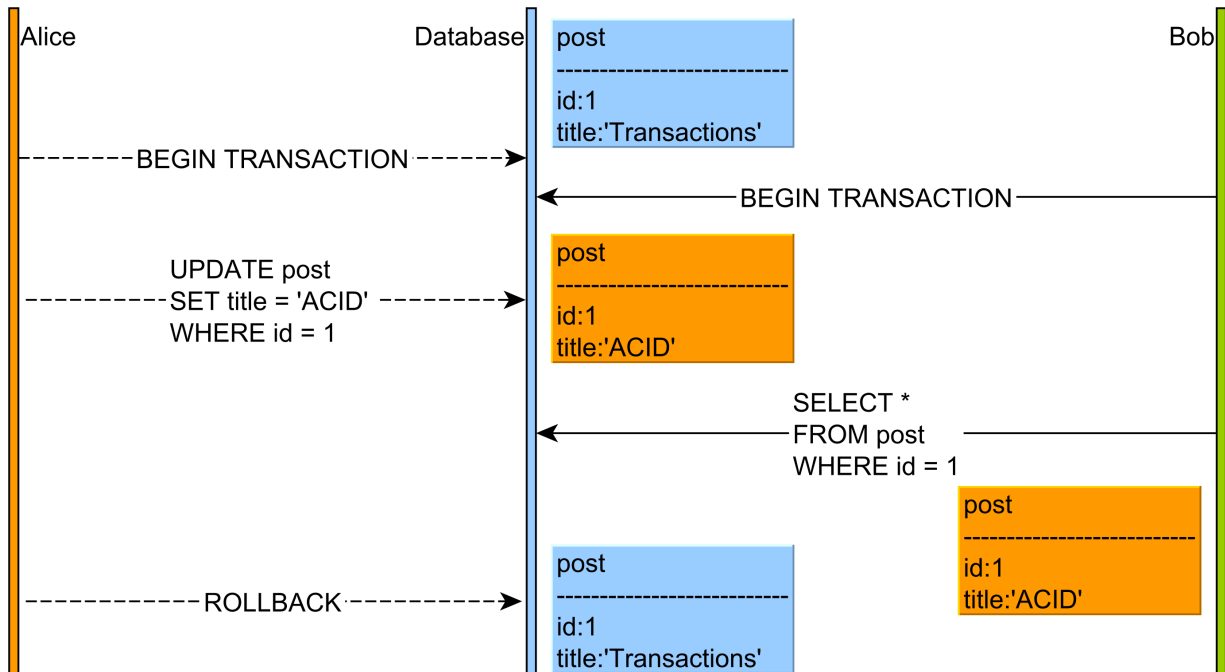 Alice
Database
Bob
post
-----------------------------
id:1
title:'Transactions'
BEGIN TRANSACTION
BEGIN TRANSACTION
UPDATE post
SET title = 'ACID'
WHERE id = 1
post
-----------------------------
id:1
title:'ACID'
SELECT *
FROM post
WHERE id = 1
post
-----------------------------
id:1
title:'ACID'
ROLLBACK
post
-----------------------------
id:1
title:'Transactions'